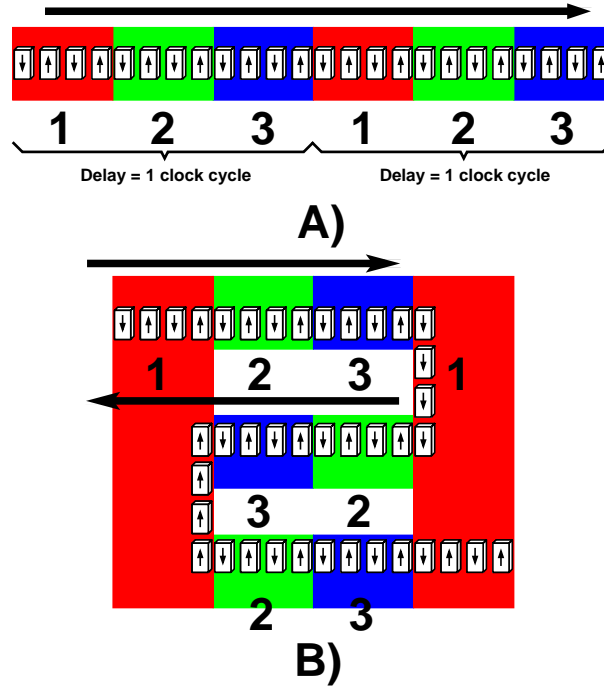 1 2 3 1 2 3
Delay = 1 clock cycle Delay = 1 clock cycle
A)
1 2 3 1
3 2
2 3
B)